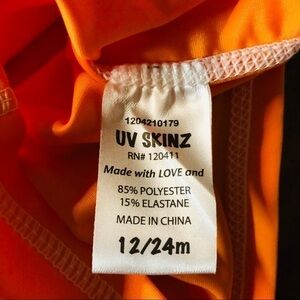 1204210179
UV SKINZ
RN# 120411
Made with LOVE and
85% POLYESTER
15% ELASTANE
MADE IN CHINA
12/24m